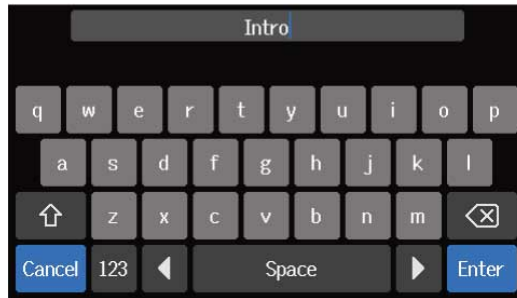 Intro
q w e r t y u i o p
a s d f g h j k l
z x c v b n m
Cancel 123 Space Enter